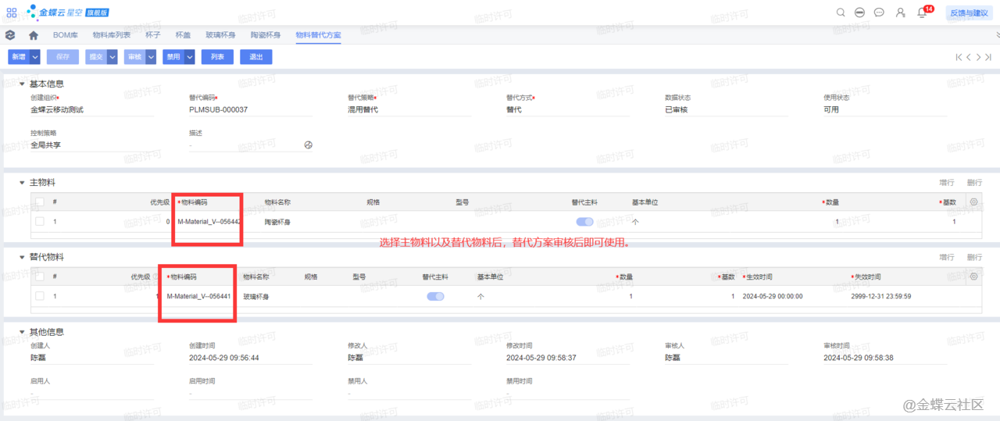 金蝶云 星空 旗舰版 14 反馈与建议
BOM库 物料库列表 杯子 杯盖 玻璃杯身 陶瓷杯身 物料替代方案
新增 保存 提交 审核 禁用 列表 退出
基本信息
创建组织* 替代编码* 替代策略* 替代方式* 数据状态 使用状态
金蝶云移动测试 PLMSUB-000037 混用替代 替代 已审核 可用
控制策略 描述
全局共享 -
主物料 增行 删行
# 优先级 *物料编码 物料名称 规格 型号 替代主料 基本单位 *数量 *基数
1 0 M-Material_V--056442 陶瓷杯身 个 1 1
选择主物料以及替代物料后，替代方案审核后即可使用。
替代物料 增行 删行
# 优先级 *物料编码 物料名称 规格 型号 替代主料 基本单位 *数量 *基数 *生效时间 *失效时间
1 1 M-Material_V--056441 玻璃杯身 个 1 1 2024-05-29 00:00:00 2999-12-31 23:59:59
其他信息
创建人 创建时间 修改人 修改时间 审核人 审核时间
陈磊 2024-05-29 09:56:44 陈磊 2024-05-29 09:58:37 陈磊 2024-05-29 09:58:38
启用人 启用时间 禁用人 禁用时间
- - - -
临时许可
@金蝶云社区